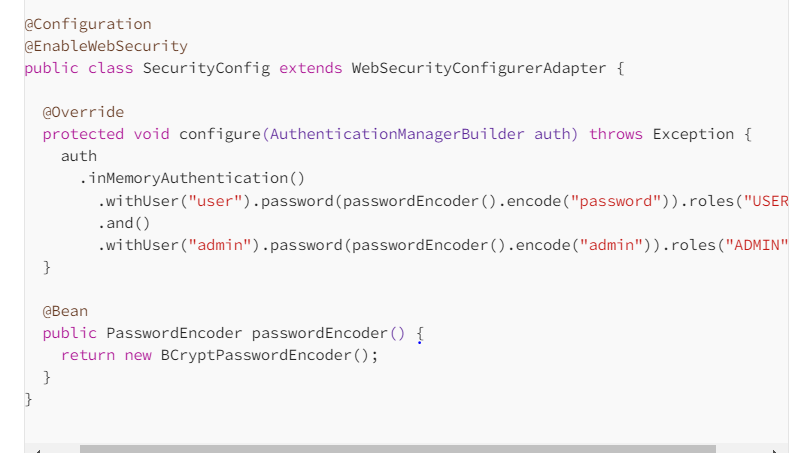 @Configuration
@EnableWebSecurity
public class SecurityConfig extends WebSecurityConfigurerAdapter {
@Override
protected void configure(AuthenticationManagerBuilder auth) throws Exception {
auth
.inMemoryAuthentication()
.withUser("user").password(passwordEncoder().encode("password")).roles("USER
.and()
.withUser("admin").password(passwordEncoder().encode("admin")).roles("ADMIN"
}
@Bean
public PasswordEncoder passwordEncoder() {
return new BCryptPasswordEncoder();
}
}